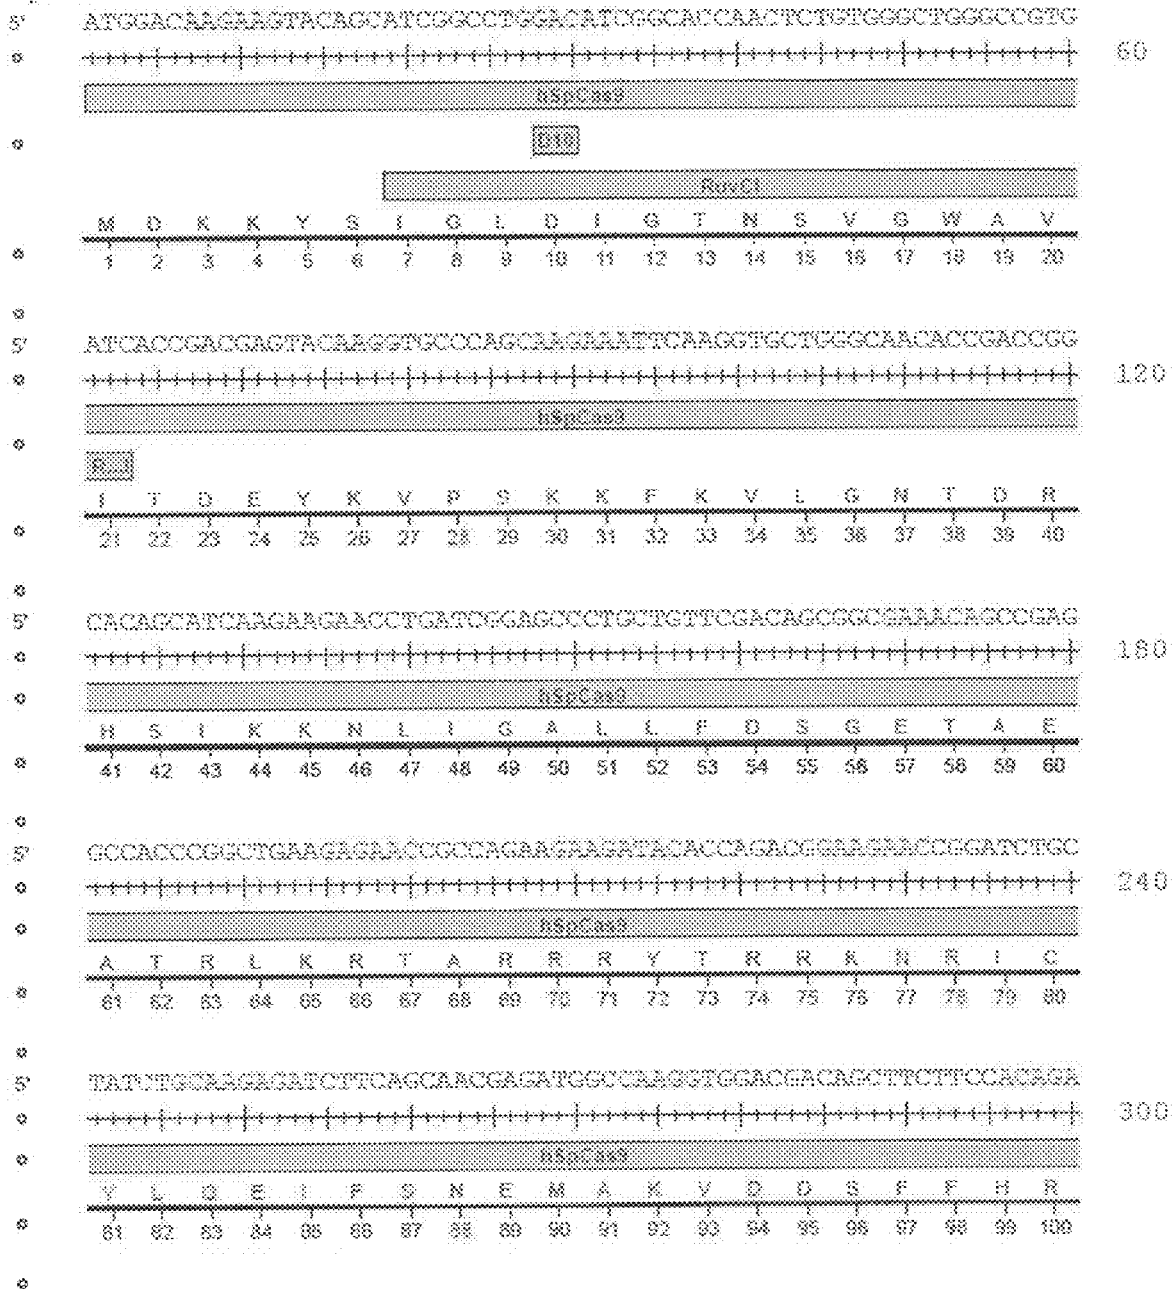 5' ATGGACAAGAAGTACAGCATCGGCCTGGACATCGGCACCAACTCTGTGGGCTGGGCCGTG
60
hSpCas9
D10
RuvCI
M D K K Y S I G L D I G T N S V G W A V
1 2 3 4 5 6 7 8 9 10 11 12 13 14 15 16 17 18 19 20
5' ATCACCGACGAGTACAAGGTGCCCAGCAAGAAATTCAAGGTGCTGGGCAACACCGACCGG
120
hSpCas9
I T D E Y K V P S K K F K V L G N T D R
21 22 23 24 25 26 27 28 29 30 31 32 33 34 35 36 37 38 39 40
5' CACAGCATCAAGAAGAACCTGATCGGAGCCCTGCTGTTCGACAGCGGCGAAACAGCCGAG
180
hSpCas9
H S I K K N L I G A L L F D S G E T A E
41 42 43 44 45 46 47 48 49 50 51 52 53 54 55 56 57 58 59 60
5' GCCACCCGGCTGAAGAGAACCGCCAGAAGAAGATACACCAGACGGAAGAACCGGATCTGC
240
hSpCas9
A T R L K R T A R R R Y T R R K N R I C
61 62 63 64 65 66 67 68 69 70 71 72 73 74 75 76 77 78 79 80
5' TATCTGCAAGAGATCTTCAGCAACGAGATGGCCAAGGTGGACGACAGCTTCTTCCACAGA
300
hSpCas9
Y L Q E I F S N E M A K V D D S F F H R
81 82 83 84 85 86 87 88 89 90 91 92 93 94 95 96 97 98 99 100